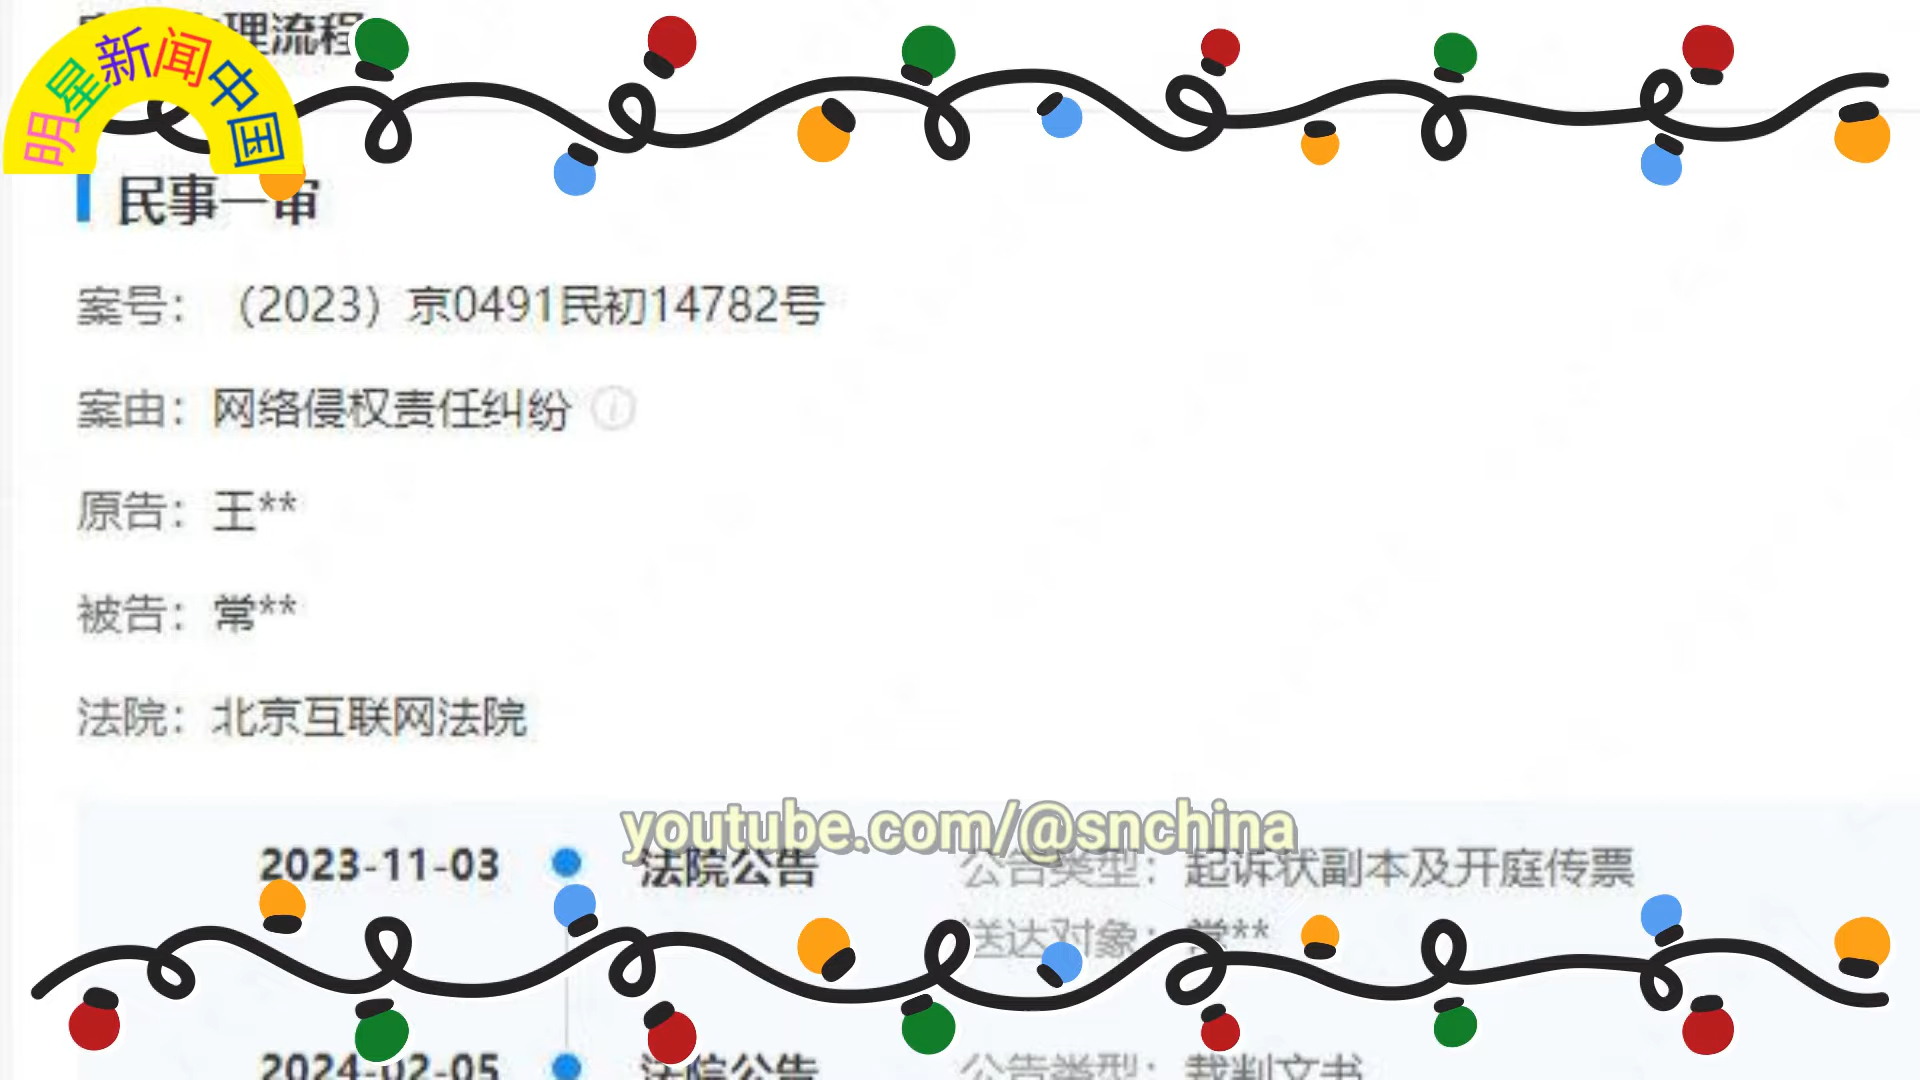 理流程
明星新闻中国
民事一审
案号：（2023）京0491民初14782号
案由：网络侵权责任纠纷
原告：王**
被告：常**
法院：北京互联网法院
youtube.com/@snchina
2023-11-03 法院公告 公告类型：起诉状副本及开庭传票
送达对象：常**
2024-02-05 法院公告 公告类型：裁判文书